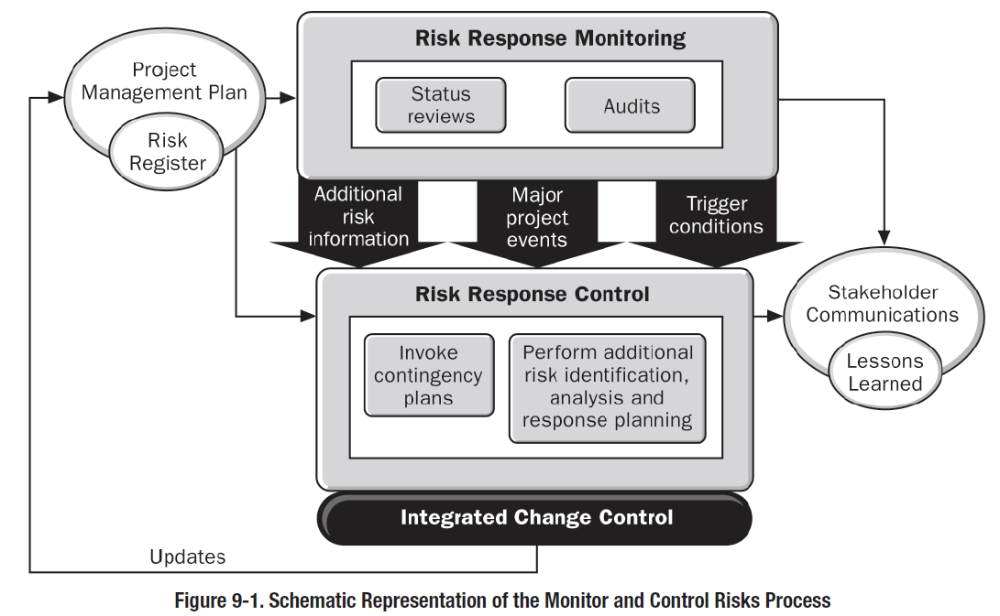 Risk Response Monitoring
Project
Management Plan
Risk
Register
Status
reviews
Audits
Additional
risk
information
Major
project
events
Trigger
conditions
Risk Response Control
Invoke
contingency
plans
Perform additional
risk identification,
analysis and
response planning
Stakeholder
Communications
Lessons
Learned
Integrated Change Control
Updates
Figure 9-1. Schematic Representation of the Monitor and Control Risks Process